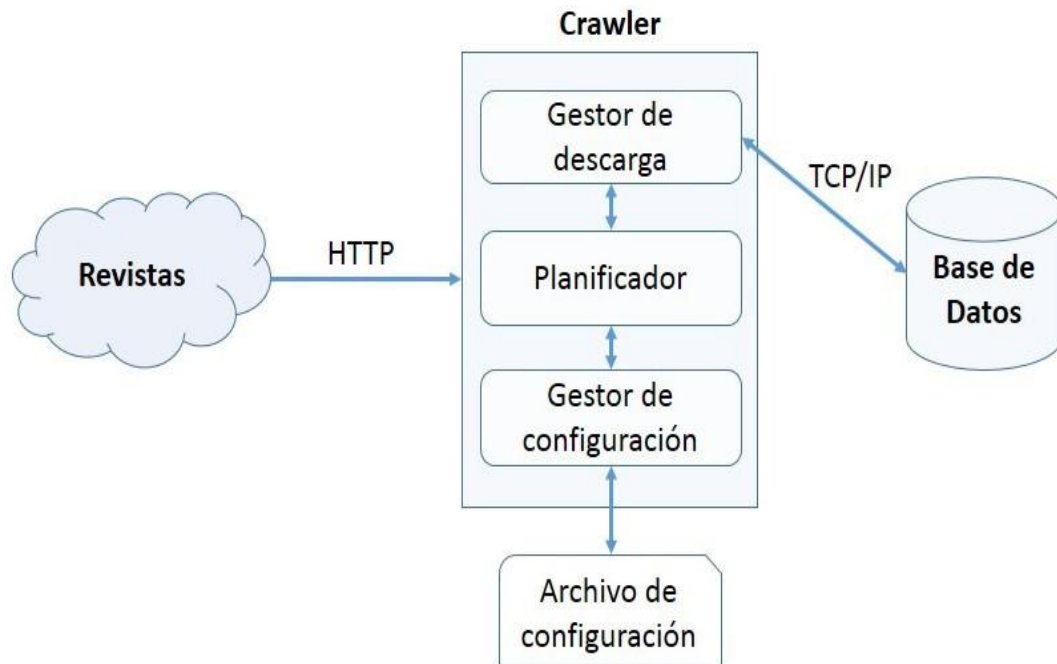 Crawler
Gestor de
descarga
TCP/IP
HTTP
Revistas
Planificador
Base de
Datos
Gestor de
configuración
Archivo de
configuración